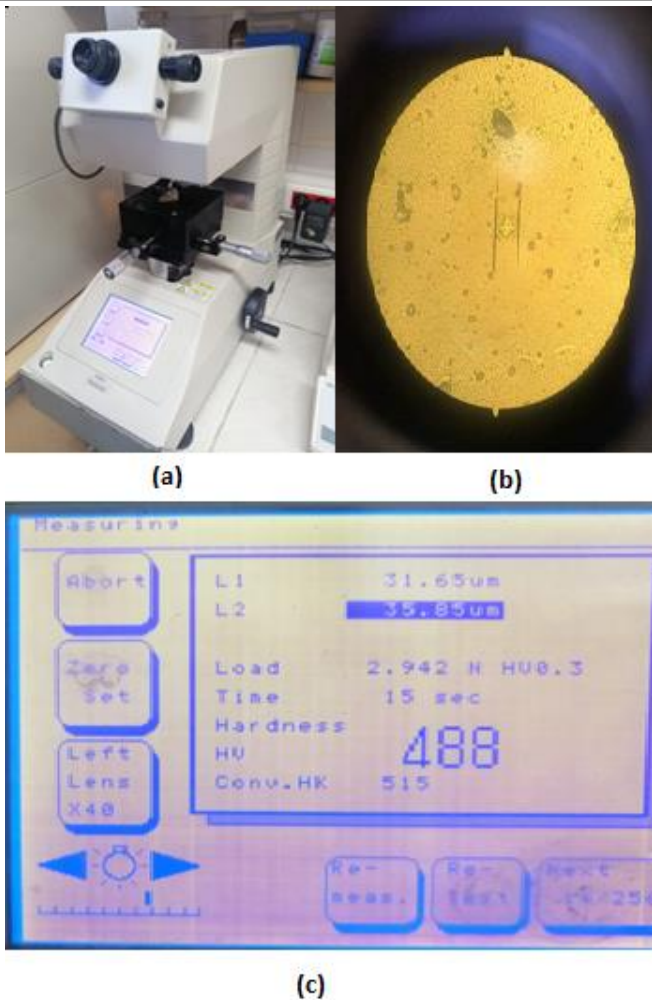 (a)
(b)
Measuring
Abort
Zero
Set
Left
Lens
X40
L1 31.65um
L2 35.85um
Load 2.942 N HV0.3
Time 15 sec
Hardness
HV 488
Conv.HK 515
Re-
meas.
Re-
Test
Next
(c)